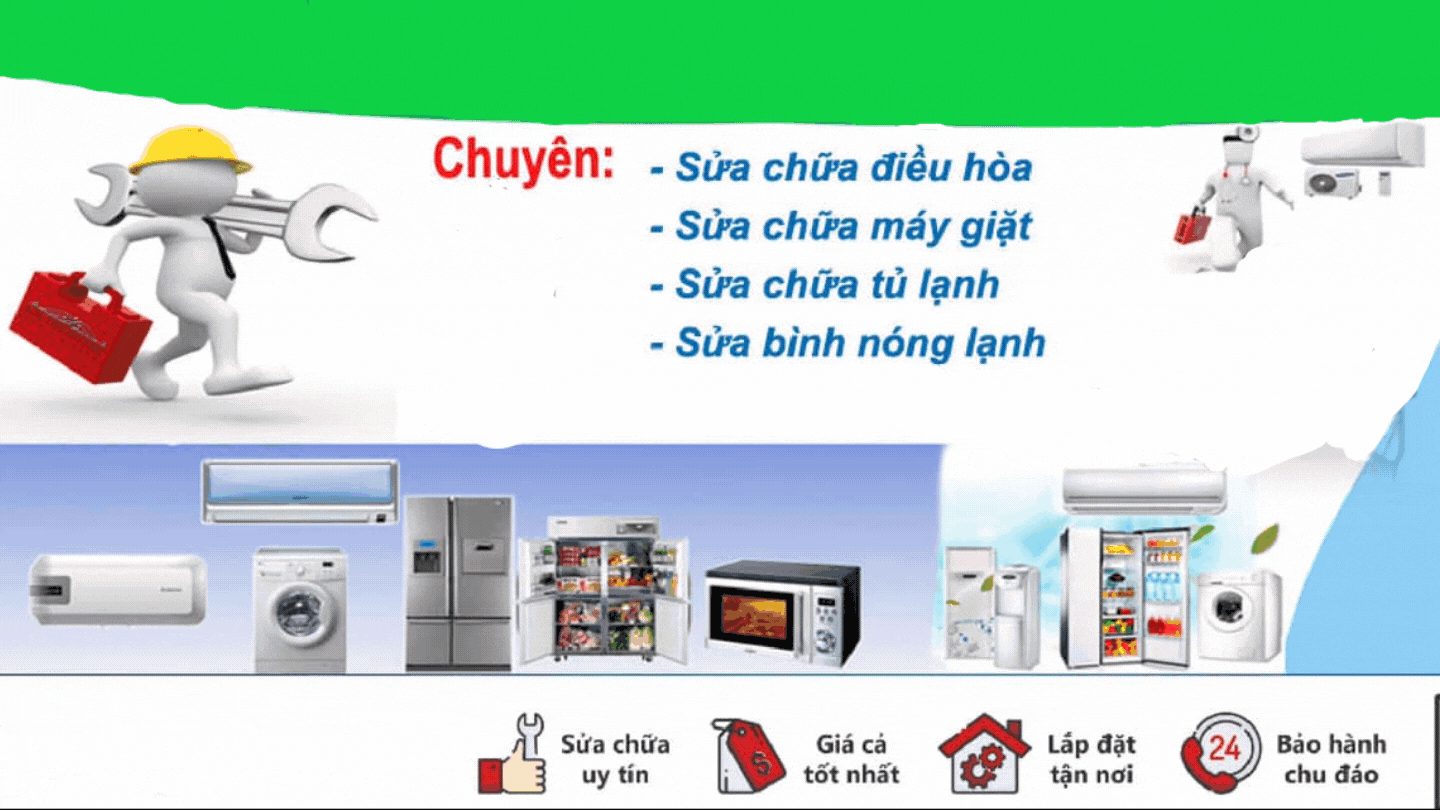 Chuyên:
- Sửa chữa điều hòa
- Sửa chữa máy giặt
- Sửa chữa tủ lạnh
- Sửa bình nóng lạnh
Sửa chữa
uy tín
Giá cả
tốt nhất
Lắp đặt
tận nơi
24
Bảo hành
chu đáo